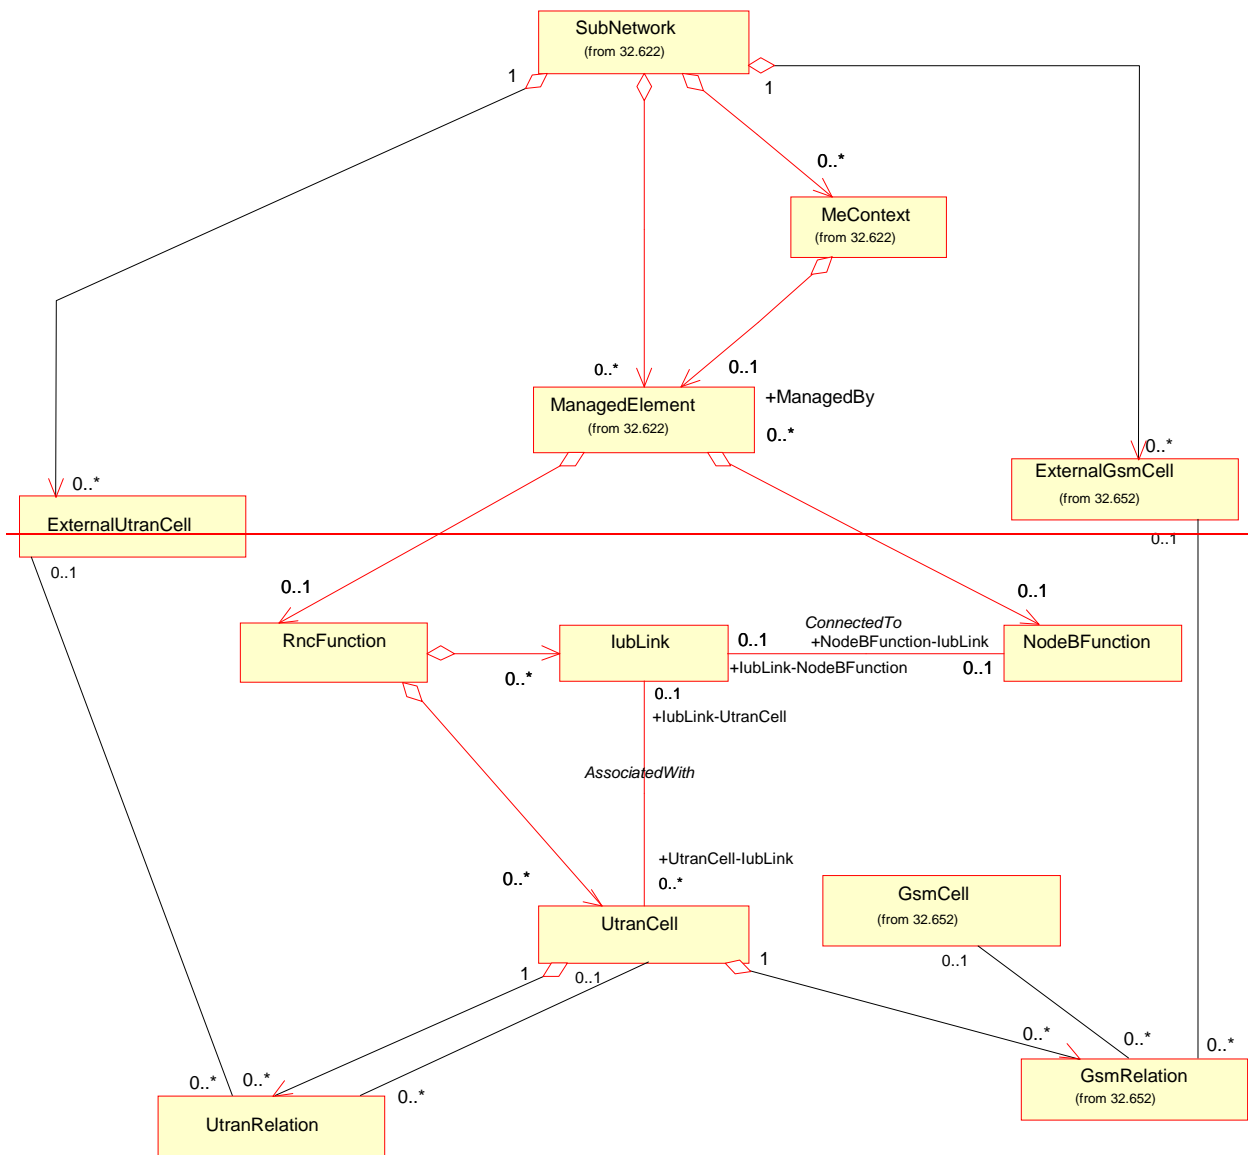 SubNetwork
(from 32.622)
1
1
0..*
MeContext
(from 32.622)
0..*
0..1
ManagedElement
(from 32.622)
+ManagedBy
0..*
0..*
ExternalGsmCell
(from 32.652)
0..*
ExternalUtranCell
0..1
0..1
0..1
0..1
RncFunction
0..*
IubLink
0..1
ConnectedTo
+NodeBFunction-IubLink
+IubLink-NodeBFunction
0..1
NodeBFunction
0..1
+IubLink-UtranCell
AssociatedWith
+UtranCell-IubLink
0..*
0..*
UtranCell
GsmCell
(from 32.652)
1
0..1
1
0..1
0..*
0..*
0..*
GsmRelation
(from 32.652)
0..*
0..*
0..*
UtranRelation